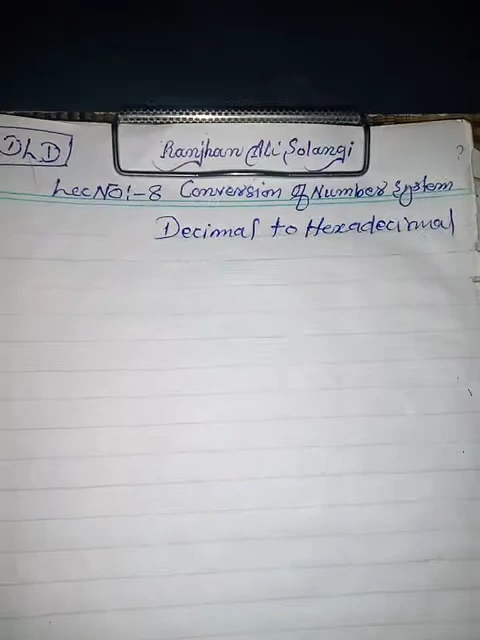 DLD
Ranjhan Ali Solangi
?
Lec NO:-8 Conversion of Number System
Decimal to Hexadecimal